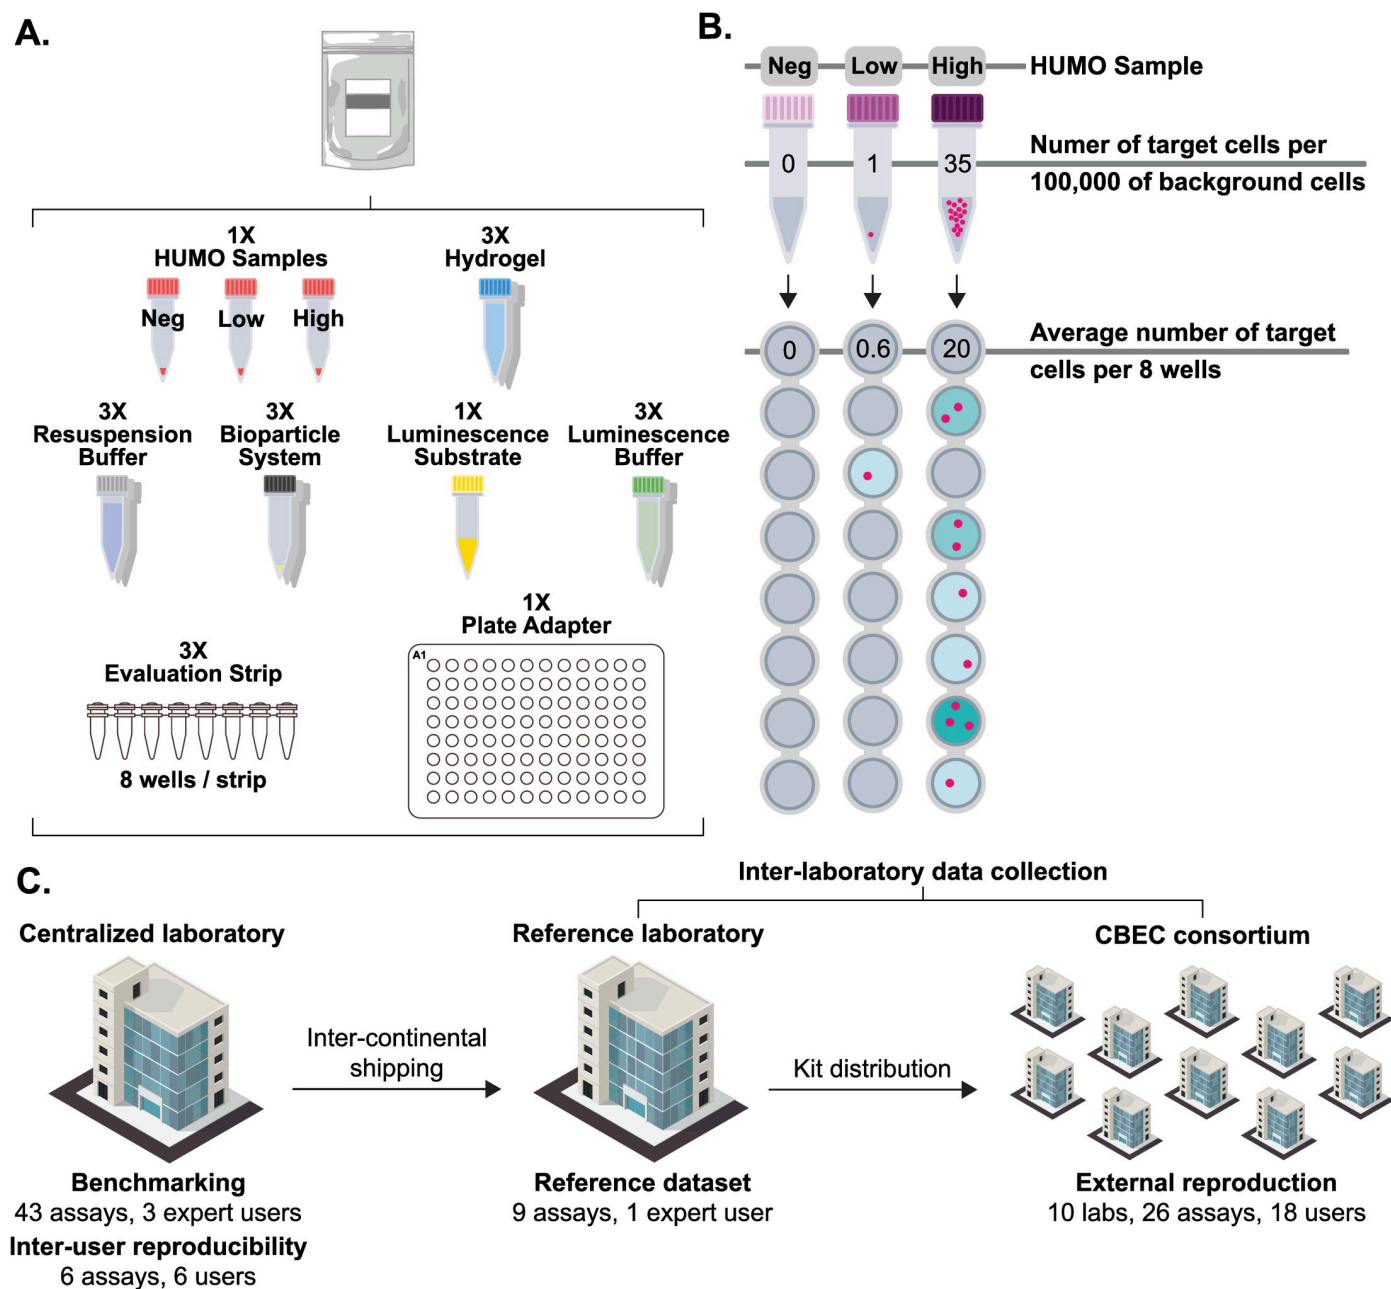 A.
1X
HUMO Samples
Neg
Low
High
3X
Hydrogel
3X
Resuspension
Buffer
3X
Bioparticle
System
1X
Luminescence
Substrate
3X
Luminescence
Buffer
3X
Evaluation Strip
8 wells / strip
1X
Plate Adapter
A1
B.
Neg Low High HUMO Sample
0 1 35
Numer of target cells per
100,000 of background cells
0 0.6 20
Average number of target
cells per 8 wells
C.
Inter-laboratory data collection
Centralized laboratory
Inter-continental
shipping
Reference laboratory
Kit distribution
CBEC consortium
Benchmarking
43 assays, 3 expert users
Inter-user reproducibility
6 assays, 6 users
Reference dataset
9 assays, 1 expert user
External reproduction
10 labs, 26 assays, 18 users